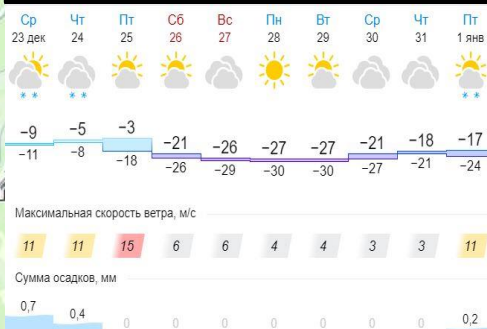 Ср Чт Пт Сб Вс Пн Вт Ср Чт Пт
23 дек 24 25 26 27 28 29 30 31 1 янв
−9 −5 −3 −21 −26 −27 −27 −21 −18 −17
−11 −8 −18 −26 −29 −30 −30 −27 −21 −24
Максимальная скорость ветра, м/с
11 11 15 6 6 4 4 3 3 11
Сумма осадков, мм
0,7 0,4 0 0 0 0 0 0 0 0,2